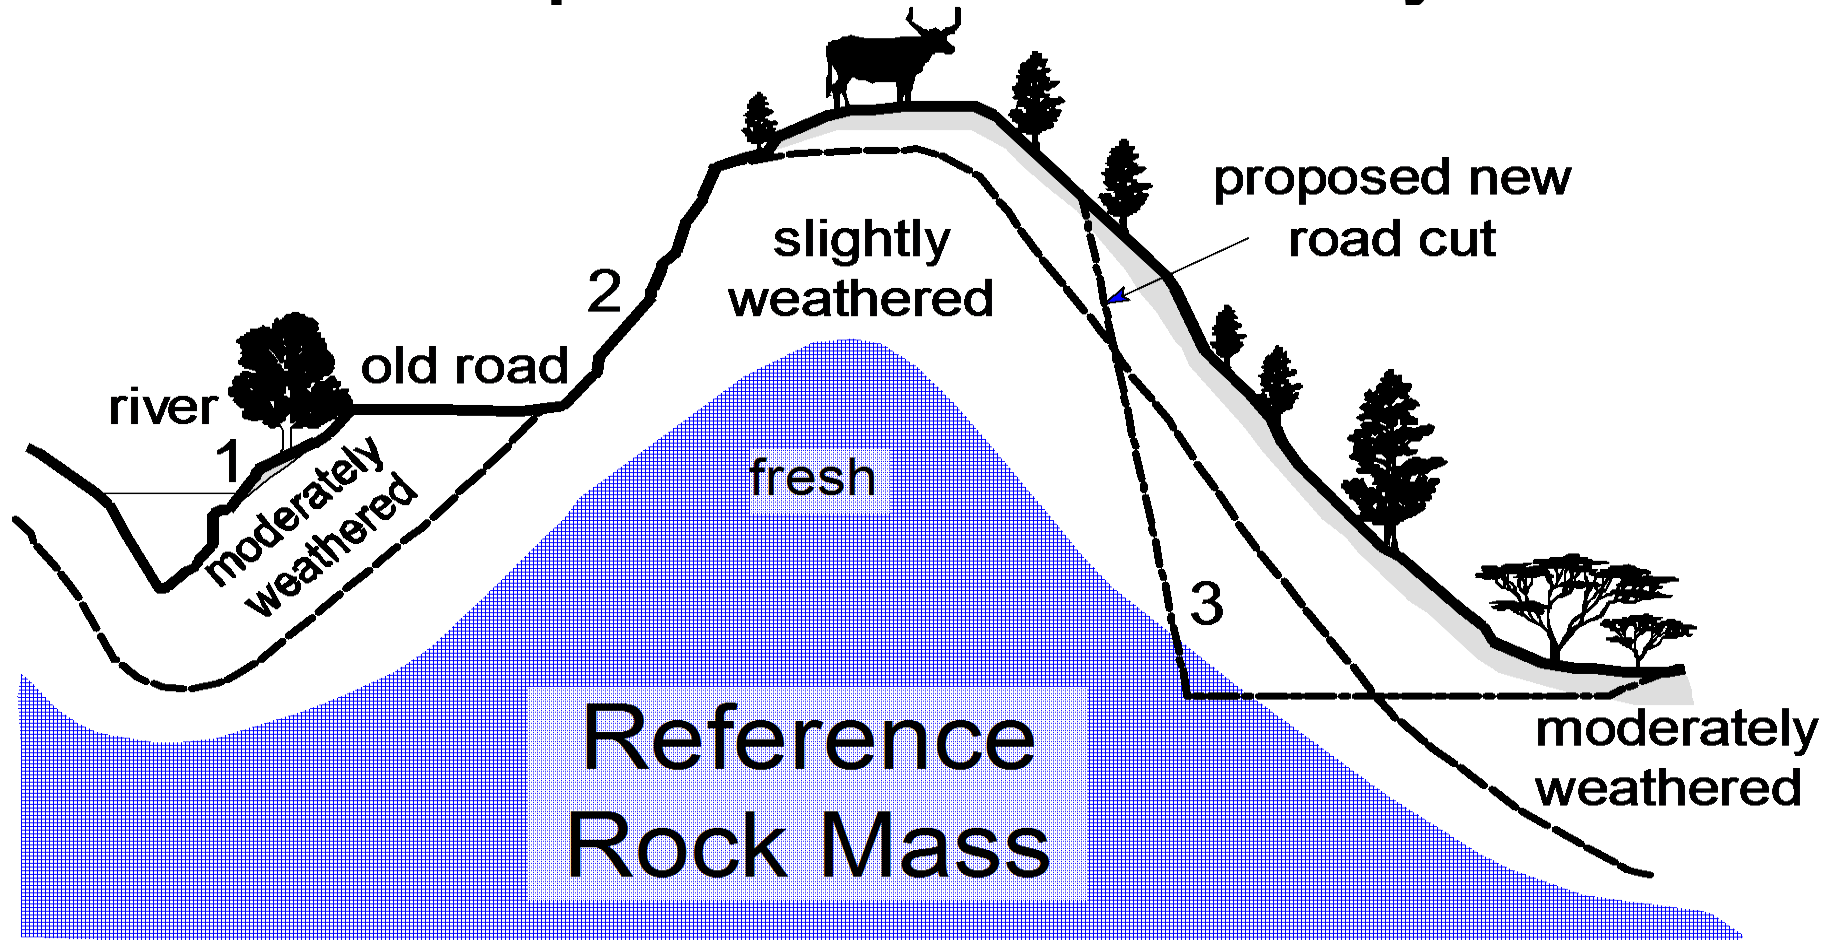 proposed new
road cut
slightly
weathered
2
old road
river
1
moderately
weathered
fresh
3
Reference
Rock Mass
moderately
weathered